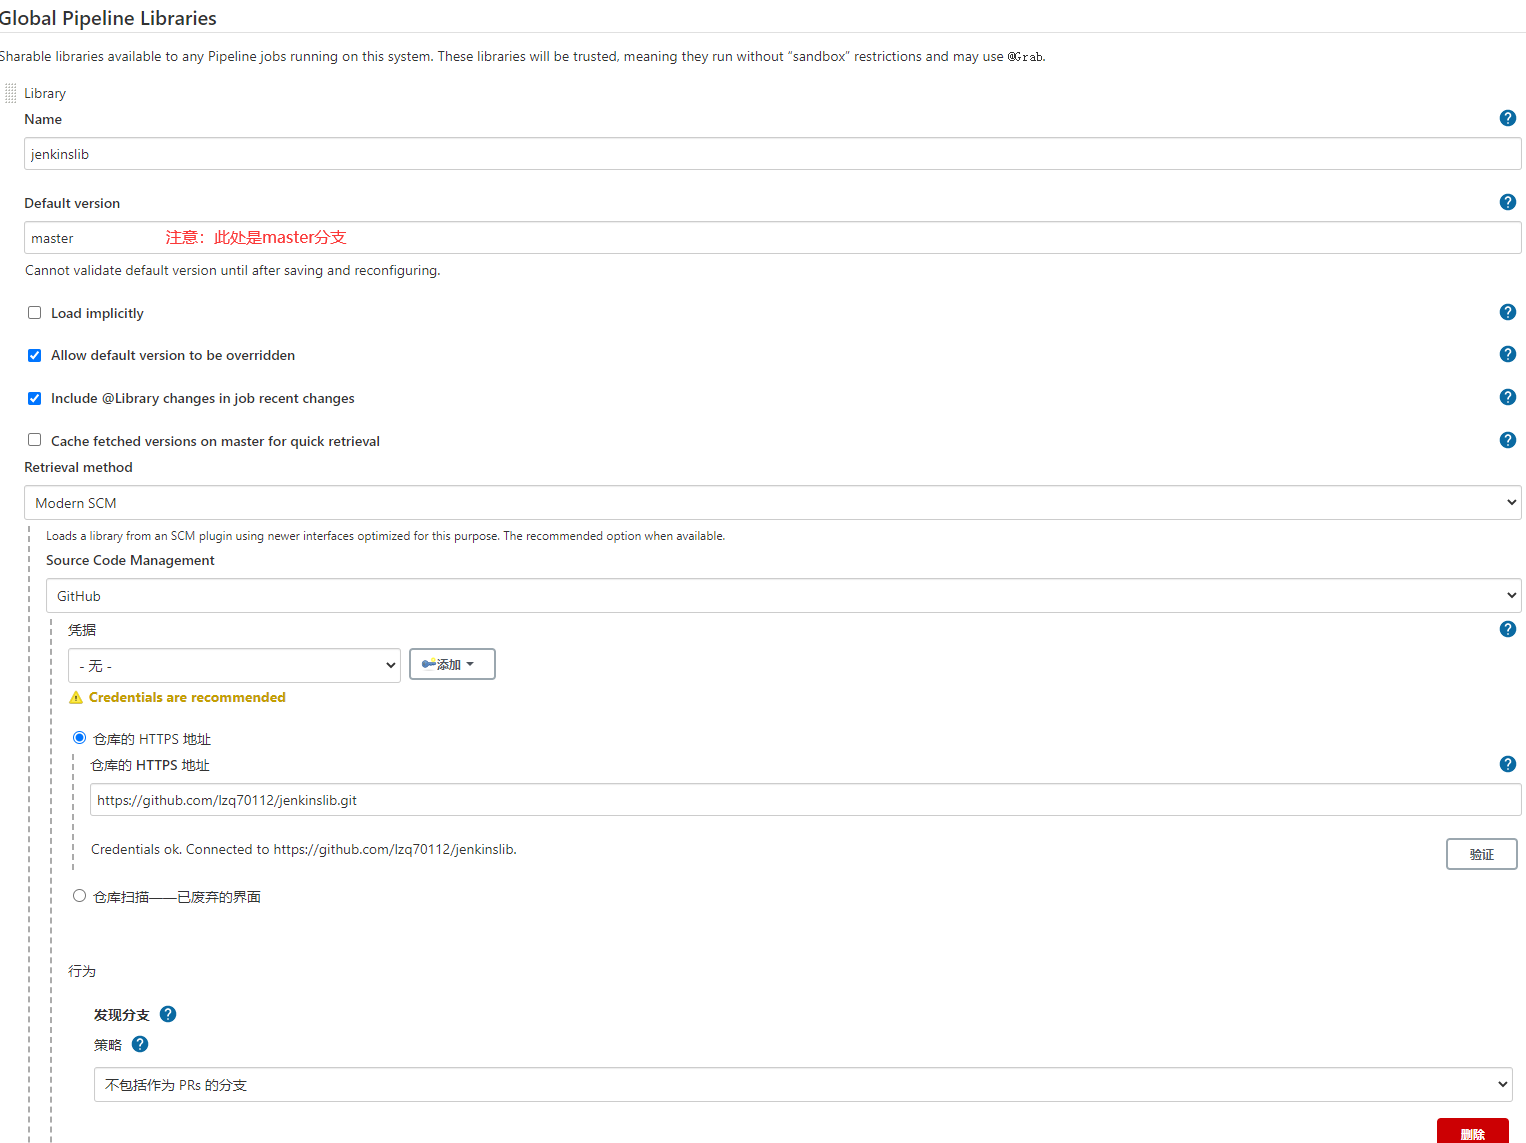 Global Pipeline Libraries
Sharable libraries available to any Pipeline jobs running on this system. These libraries will be trusted, meaning they run without “sandbox” restrictions and may use @Grab.
Library
Name
jenkinslib
Default version
master 注意：此处是master分支
Cannot validate default version until after saving and reconfiguring.
Load implicitly
Allow default version to be overridden
Include @Library changes in job recent changes
Cache fetched versions on master for quick retrieval
Retrieval method
Modern SCM
Loads a library from an SCM plugin using newer interfaces optimized for this purpose. The recommended option when available.
Source Code Management
GitHub
凭据
- 无 - 添加
Credentials are recommended
仓库的 HTTPS 地址
仓库的 HTTPS 地址
https://github.com/lzq70112/jenkinslib.git
Credentials ok. Connected to https://github.com/lzq70112/jenkinslib.
验证
仓库扫描——已废弃的界面
行为
发现分支
策略
不包括作为 PRs 的分支
删除